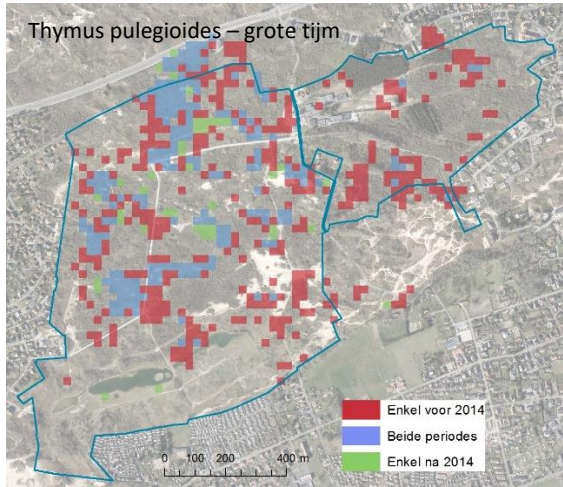 Thymus pulegioides – grote tijm
Enkel voor 2014
Beide periodes
Enkel na 2014
0 100 200 400 m